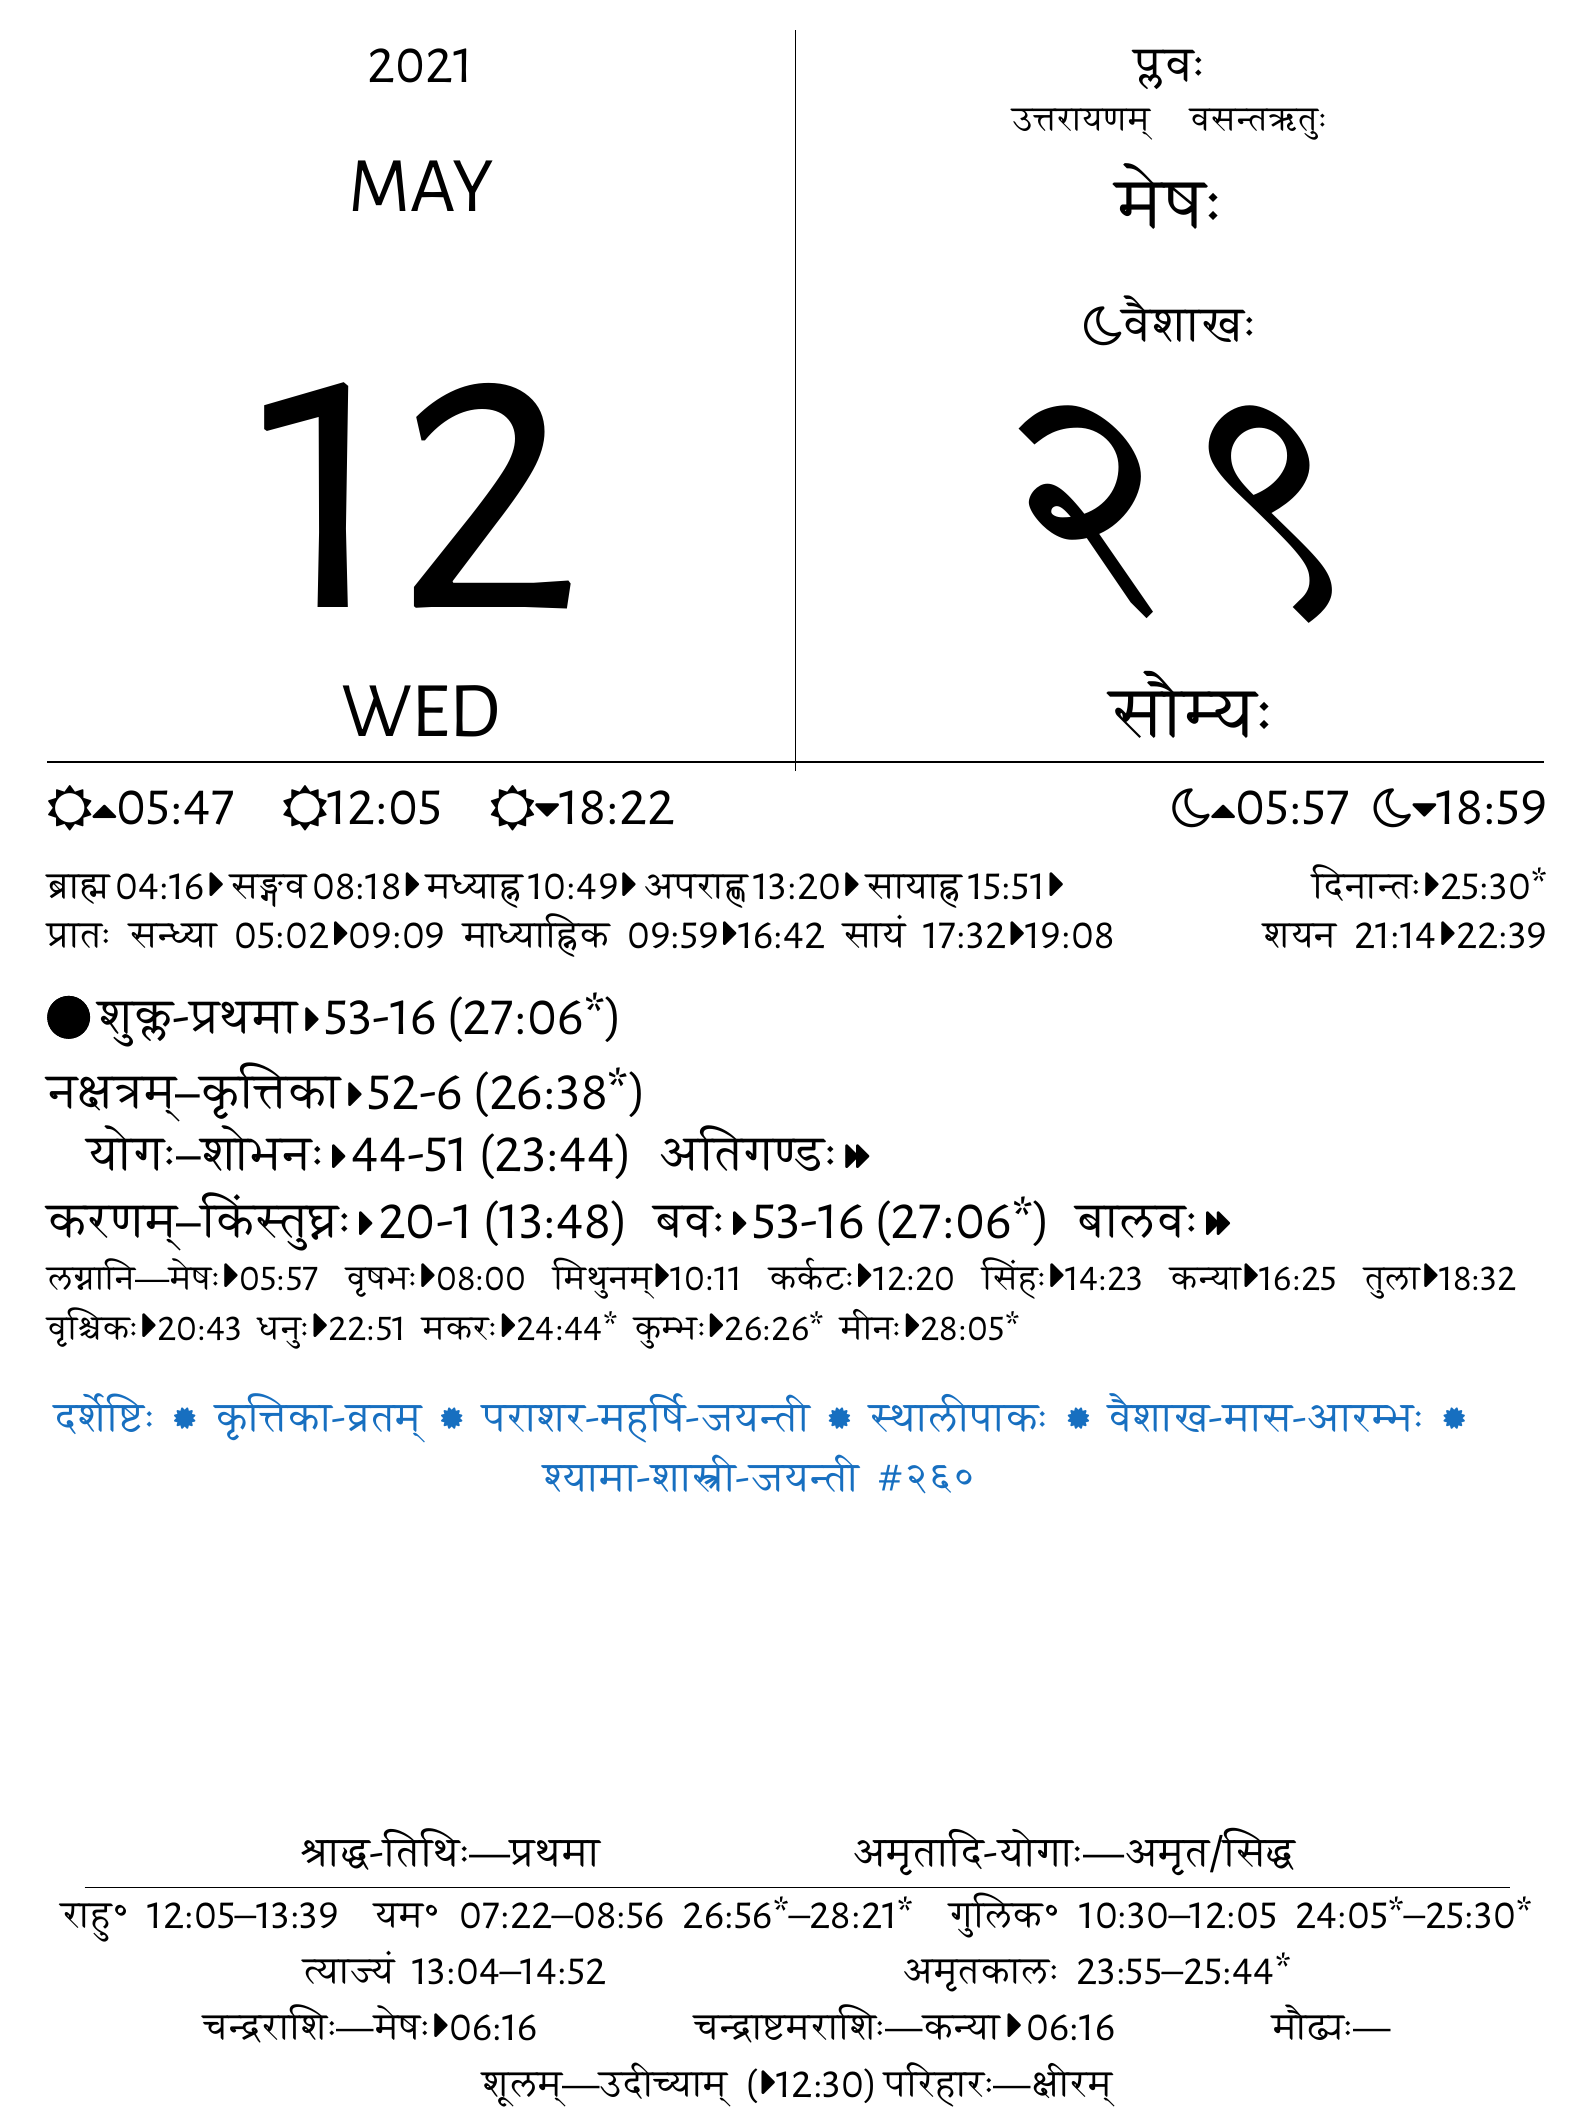 2021
MAY
12
WED
प्लवः
उत्तरायणम् वसन्तऋतुः
मेषः
वैशाखः
२९
सौम्यः
05:47 12:05 18:22 05:57 18:59
ब्राह्म 04:16 सङ्गव 08:18 मध्याह्न 10:49 अपराह्ण 13:20 सायाह्न 15:51 दिनान्तः 25:30*
प्रातः सन्ध्या 05:02 09:09 माध्याह्निक 09:59 16:42 सायं 17:32 19:08 शयन 21:14 22:39
शुक्ल-प्रथमा 53-16 (27:06*)
नक्षत्रम्–कृत्तिका 52-6 (26:38*)
योगः–शोभनः 44-51 (23:44) अतिगण्डः
करणम्–किंस्तुघ्नः 20-1 (13:48) बवः 53-16 (27:06*) बालवः
लग्नानि—मेषः 05:57 वृषभः 08:00 मिथुनम् 10:11 कर्कटः 12:20 सिंहः 14:23 कन्या 16:25 तुला 18:32
वृश्चिकः 20:43 धनुः 22:51 मकरः 24:44* कुम्भः 26:26* मीनः 28:05*
दर्शेष्टिः ✹ कृत्तिका-व्रतम् ✹ पराशर-महर्षि-जयन्ती ✹ स्थालीपाकः ✹ वैशाख-मास-आरम्भः ✹
श्यामा-शास्त्री-जयन्ती #२६०
श्राद्ध-तिथिः—प्रथमा अमृतादि-योगाः—अमृत/सिद्ध
राहु॰ 12:05–13:39 यम॰ 07:22–08:56 26:56*–28:21* गुलिक॰ 10:30–12:05 24:05*–25:30*
त्याज्यं 13:04–14:52 अमृतकालः 23:55–25:44*
चन्द्रराशिः—मेषः 06:16 चन्द्राष्टमराशिः—कन्या 06:16 मौढ्यः—
शूलम्—उदीच्याम् (12:30) परिहारः—क्षीरम्